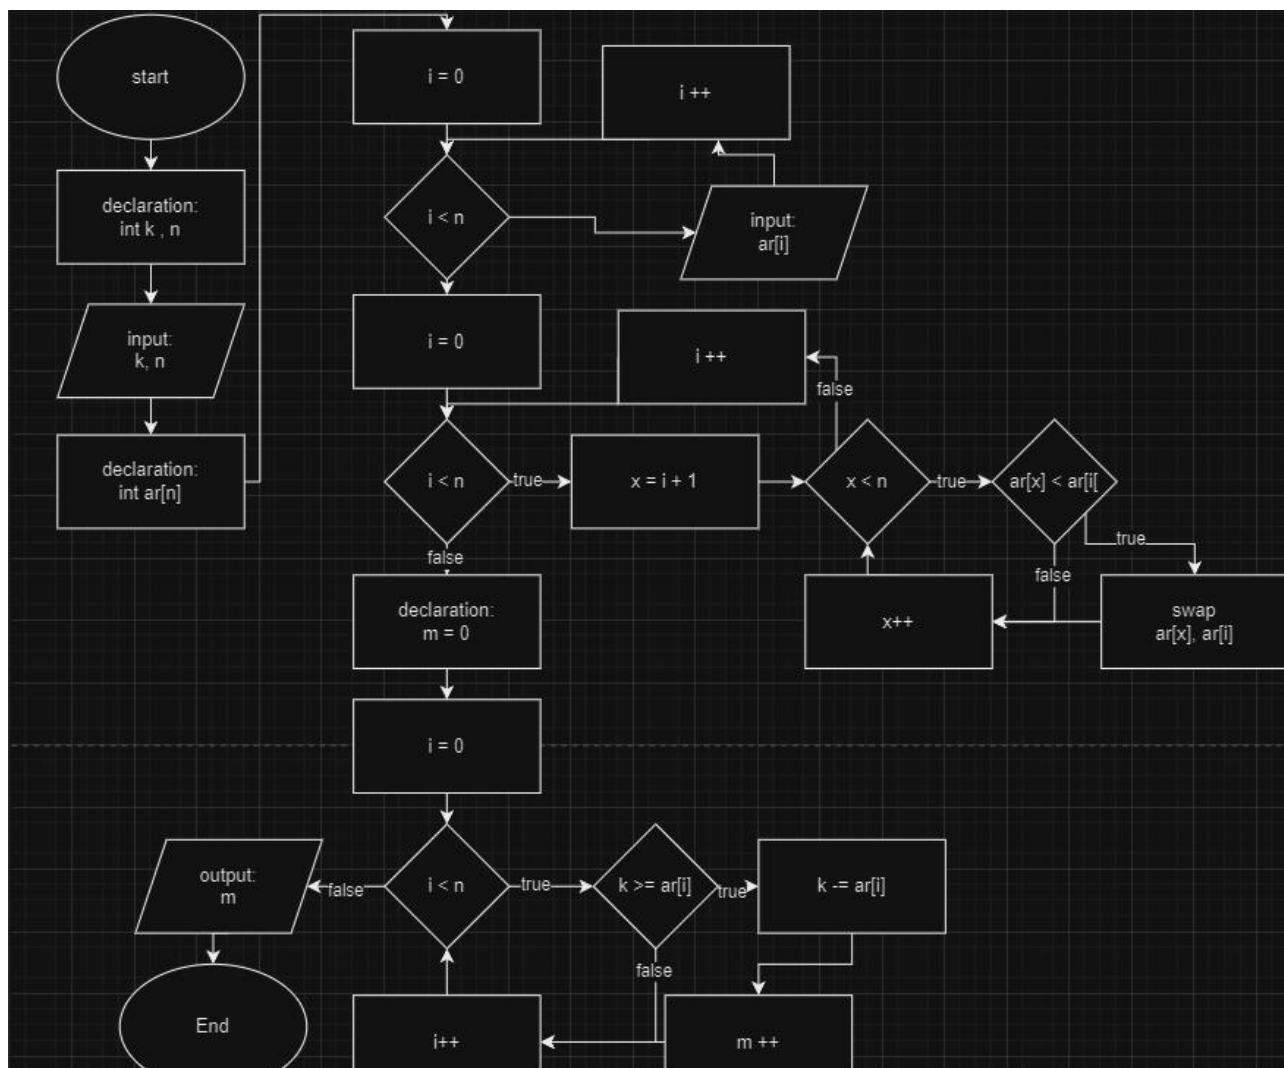 start
declaration:
int k , n
input:
k, n
declaration:
int ar[n]
i = 0
i ++
i < n
input:
ar[i]
i = 0
i ++
false
i < n
true
x = i + 1
x < n
true
ar[x] < ar[i[
true
false
false
x++
swap
ar[x], ar[i]
declaration:
m = 0
i = 0
output:
m
false
i < n
true
k >= ar[i]
true
k -= ar[i]
false
End
i++
m ++